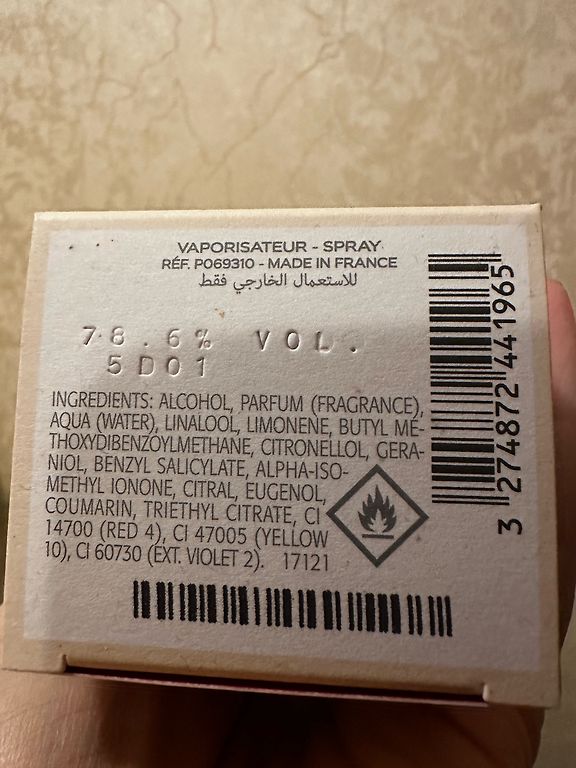 VAPORISATEUR - SPRAY
RÉF. P069310 - MADE IN FRANCE
للاستعمال الخارجي فقط
78.6% VOL.
5D01
INGREDIENTS: ALCOHOL, PARFUM (FRAGRANCE),
AQUA (WATER), LINALOOL, LIMONENE, BUTYL ME-
THOXYDIBENZOYLMETHANE, CITRONELLOL, GERA-
NIOL, BENZYL SALICYLATE, ALPHA-ISO-
METHYL IONONE, CITRAL, EUGENOL,
COUMARIN, TRIETHYL CITRATE, CI
14700 (RED 4), CI 47005 (YELLOW
10), CI 60730 (EXT. VIOLET 2). 17121
3 274872 441965